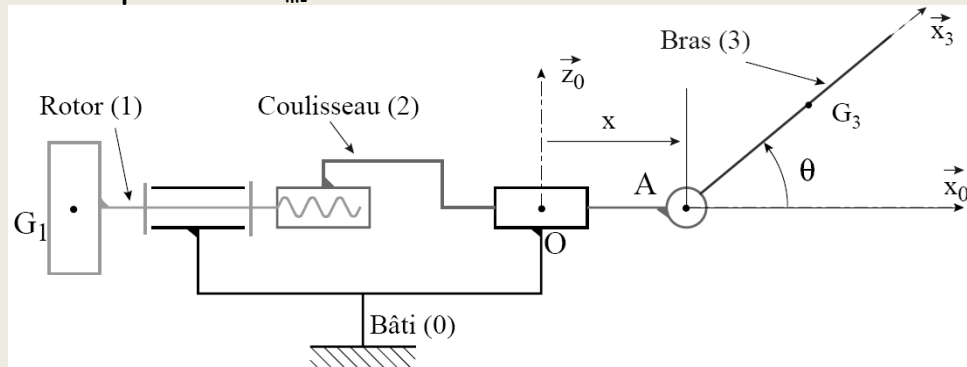 x₃
Bras (3)
z₀
Coulisseau (2)
Rotor (1)
x
G₃
θ
A
x₀
G₁
O
Bâti (0)